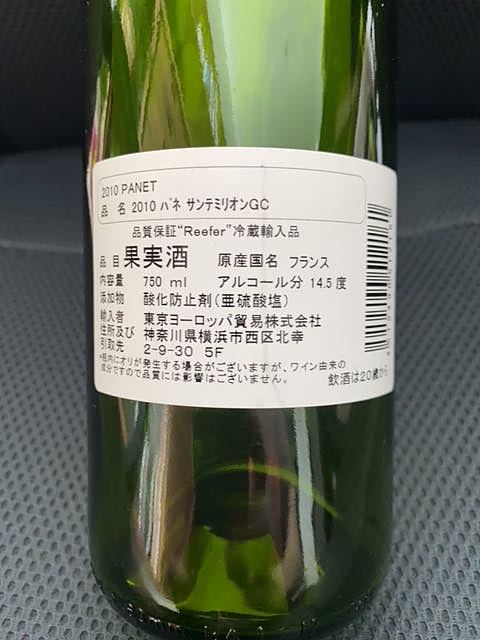 2010 PANET
品 名 2010 パネ サンテミリオンGC
品質保証“Reefer”冷蔵輸入品
品目 果実酒 原産国名 フランス
内容量 750 ml アルコール分 14.5 度
添加物 酸化防止剤(亜硫酸塩)
輸入者 東京ヨーロッパ貿易株式会社
住所及び 神奈川県横浜市西区北幸
引取先 2-9-30 5F
*瓶内にオリが発生する場合がございますが、ワイン由来の
成分ですので品質には影響はございません。
飲酒は20歳から